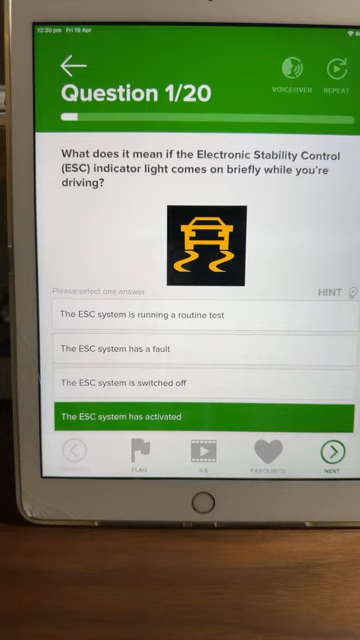 12:30 pm Fri 19 Apr
Question 1/20
VOICEOVER
REPEAT
What does it mean if the Electronic Stability Control
(ESC) indicator light comes on briefly while you're
driving?
Please select one answer
HINT
The ESC system is running a routine test
The ESC system has a fault
The ESC system is switched off
The ESC system has activated
FLAG
ILS
FAVOURITE
NEXT